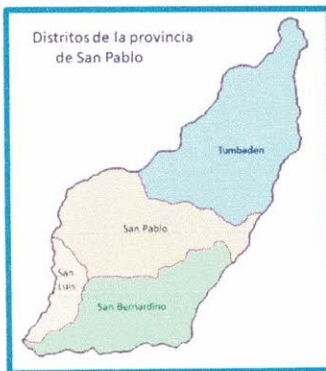 Distritos de la provincia
de San Pablo
Tumbaden
San Pablo
San
Luis
San Bernardino